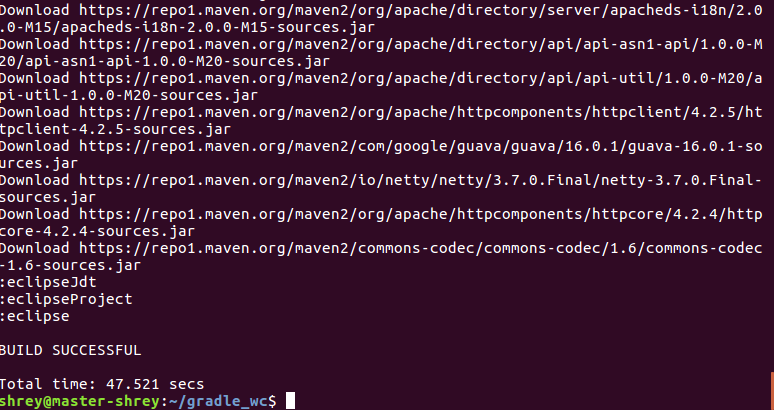 Download https://repo1.maven.org/maven2/org/apache/directory/server/apacheds-i18n/2.0
.0-M15/apacheds-i18n-2.0.0-M15-sources.jar
Download https://repo1.maven.org/maven2/org/apache/directory/api/api-asn1-api/1.0.0-M
20/api-asn1-api-1.0.0-M20-sources.jar
Download https://repo1.maven.org/maven2/org/apache/directory/api/api-util/1.0.0-M20/a
pi-util-1.0.0-M20-sources.jar
Download https://repo1.maven.org/maven2/org/apache/httpcomponents/httpclient/4.2.5/ht
tpclient-4.2.5-sources.jar
Download https://repo1.maven.org/maven2/com/google/guava/guava/16.0.1/guava-16.0.1-so
urces.jar
Download https://repo1.maven.org/maven2/io/netty/netty/3.7.0.Final/netty-3.7.0.Final-
sources.jar
Download https://repo1.maven.org/maven2/org/apache/httpcomponents/httpcore/4.2.4/http
core-4.2.4-sources.jar
Download https://repo1.maven.org/maven2/commons-codec/commons-codec/1.6/commons-codec
-1.6-sources.jar
:eclipseJdt
:eclipseProject
:eclipse
BUILD SUCCESSFUL
Total time: 47.521 secs
shrey@master-shrey:~/gradle_wc$